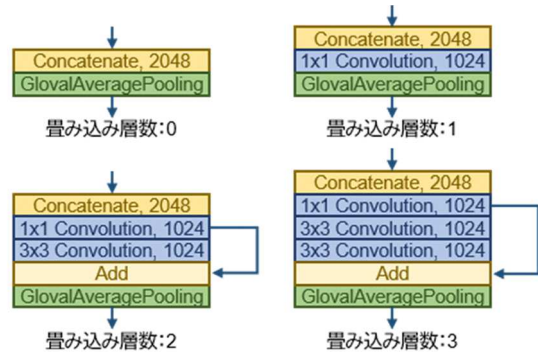 Concatenate, 2048
GlovalAveragePooling
畳み込み層数:0
Concatenate, 2048
1x1 Convolution, 1024
GlovalAveragePooling
畳み込み層数:1
Concatenate, 2048
1x1 Convolution, 1024
3x3 Convolution, 1024
Add
GlovalAveragePooling
畳み込み層数:2
Concatenate, 2048
1x1 Convolution, 1024
3x3 Convolution, 1024
3x3 Convolution, 1024
Add
GlovalAveragePooling
畳み込み層数:3